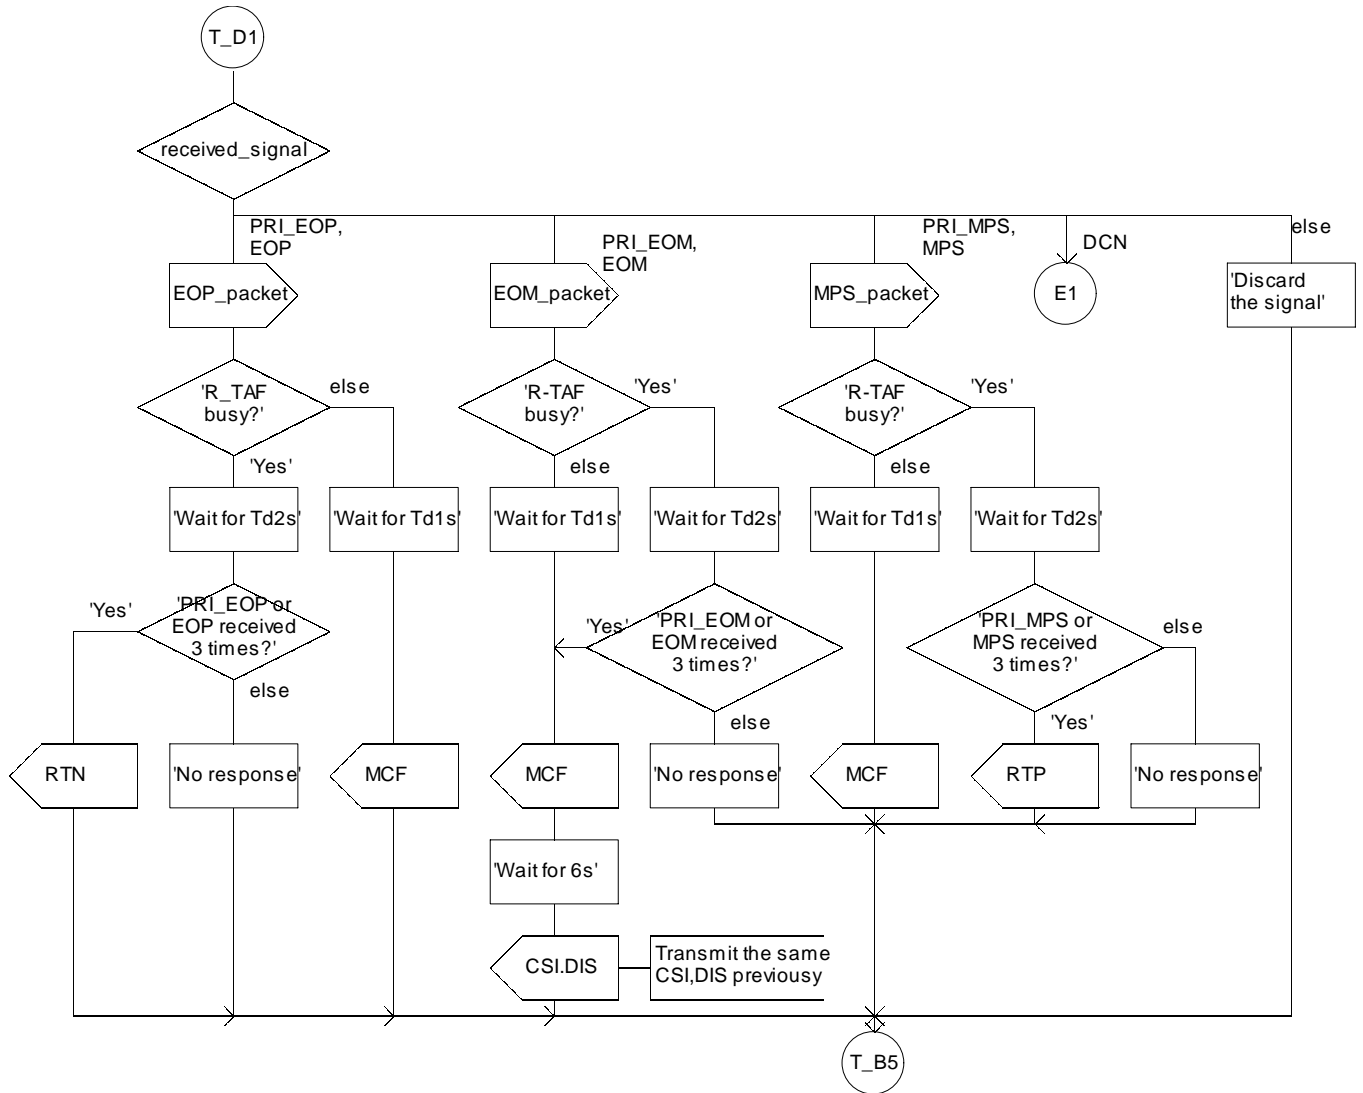 T_D1
received_signal
PRI_EOP,
EOP
PRI_EOM,
EOM
PRI_MPS,
MPS
DCN
else
EOP_packet
EOM_packet
MPS_packet
E1
'Discard
the signal'
'R_TAF
busy?'
else
'R-TAF
busy?'
'Yes'
'R-TAF
busy?'
'Yes'
'Yes'
else
else
'Wait for Td2s'
'Wait for Td1s'
'Wait for Td1s'
'Wait for Td2s'
'Wait for Td1s'
'Wait for Td2s'
'Yes'
'PRI_EOP or
EOP received
3 times?'
else
'Yes'
'PRI_EOM or
EOM received
3 times?'
else
'PRI_MPS or
MPS received
3 times?'
else
'Yes'
RTN
'No response'
MCF
MCF
'No response'
MCF
RTP
'No response'
'Wait for 6s'
CSI.DIS
Transmit the same
CSI,DIS previousy
T_B5